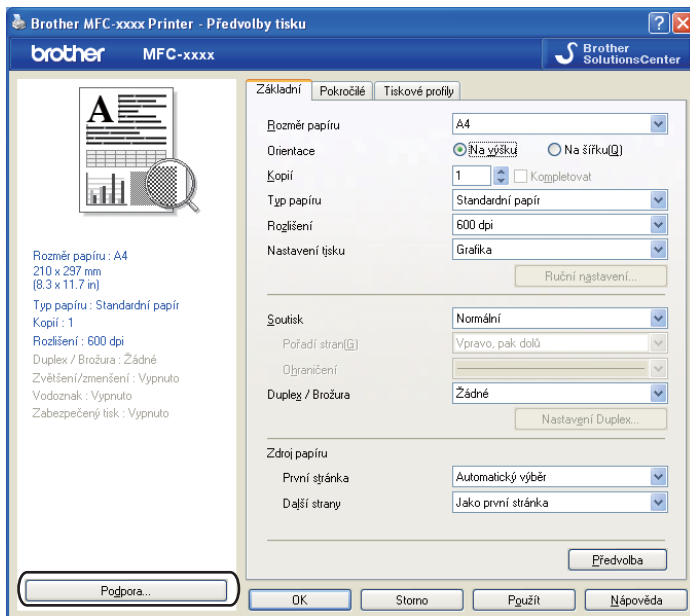 Brother MFC-xxxx Printer - Předvolby tisku
brother MFC-xxxx
Brother
SolutionsCenter
Základní Pokročilé Tiskové profily
A
Rozměr papíru : A4
210 x 297 mm
(8.3 x 11.7 in)
Typ papíru : Standardní papír
Kopií : 1
Rozlišení : 600 dpi
Duplex / Brožura : Žádné
Zvětšení/zmenšení : Vypnuto
Vodoznak : Vypnuto
Zabezpečený tisk : Vypnuto
Podpora...
Rozměr papíru A4
Orientace Na výšku Na šířku(Q)
Kopií 1 Kompletovat
Typ papíru Standardní papír
Rozlišení 600 dpi
Nastavení tisku Grafika
Ruční nastavení...
Soutisk Normální
Pořadí stran(G) Vpravo, pak dolů
Ohraničení
Duplex / Brožura Žádné
Nastavení Duplex...
Zdroj papíru
První stránka Automatický výběr
Další strany Jako první stránka
Předvolba
OK Storno Použít Nápověda